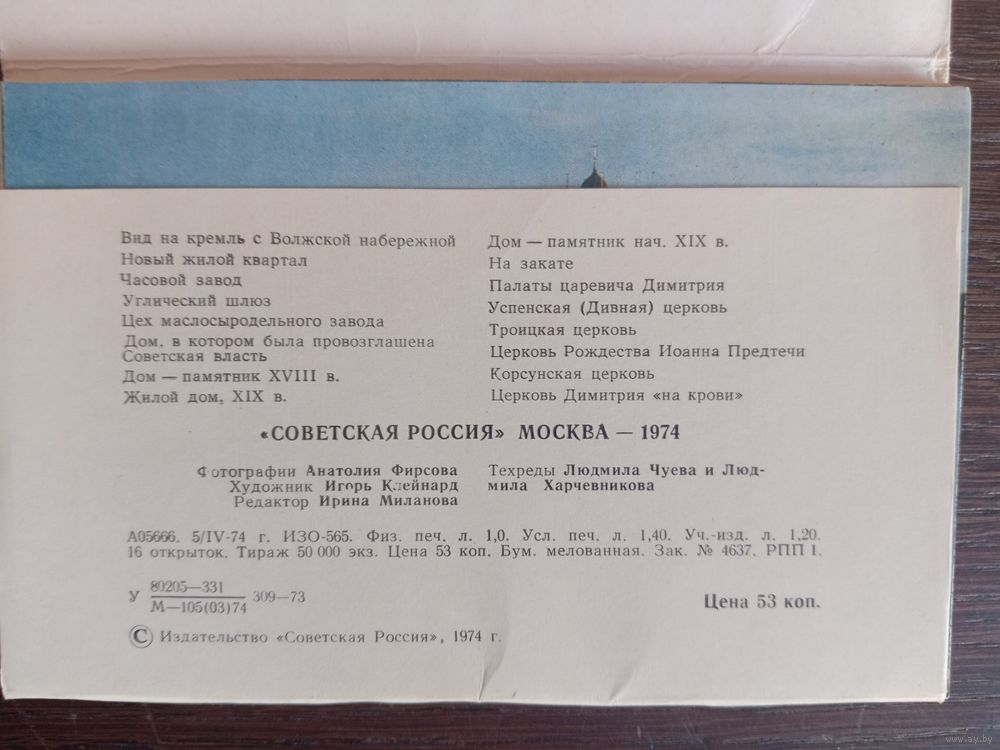 Вид на кремль с Волжской набережной
Новый жилой квартал
Часовой завод
Углический шлюз
Цех маслосыродельного завода
Дом, в котором была провозглашена
Советская власть
Дом — памятник XVIII в.
Жилой дом, XIX в.
Дом — памятник нач. XIX в.
На закате
Палаты царевича Димитрия
Успенская (Дивная) церковь
Троицкая церковь
Церковь Рождества Иоанна Предтечи
Корсунская церковь
Церковь Димитрия «на крови»
«СОВЕТСКАЯ РОССИЯ» МОСКВА — 1974
Фотографии Анатолия Фирсова
Художник Игорь Клейнард
Редактор Ирина Миланова
Техреды Людмила Чуева и Люд-
мила Харчевникова
А05666. 5/IV-74 г. ИЗО-565. Физ. печ. л. 1,0. Усл. печ. л. 1,40. Уч.-изд. л. 1,20.
16 открыток. Тираж 50 000 экз. Цена 53 коп. Бум. мелованная. Зак. № 4637. РПП 1.
У 80205—331 309—73
М—105(03)74
Цена 53 коп.
© Издательство «Советская Россия», 1974 г.
www.ay.by